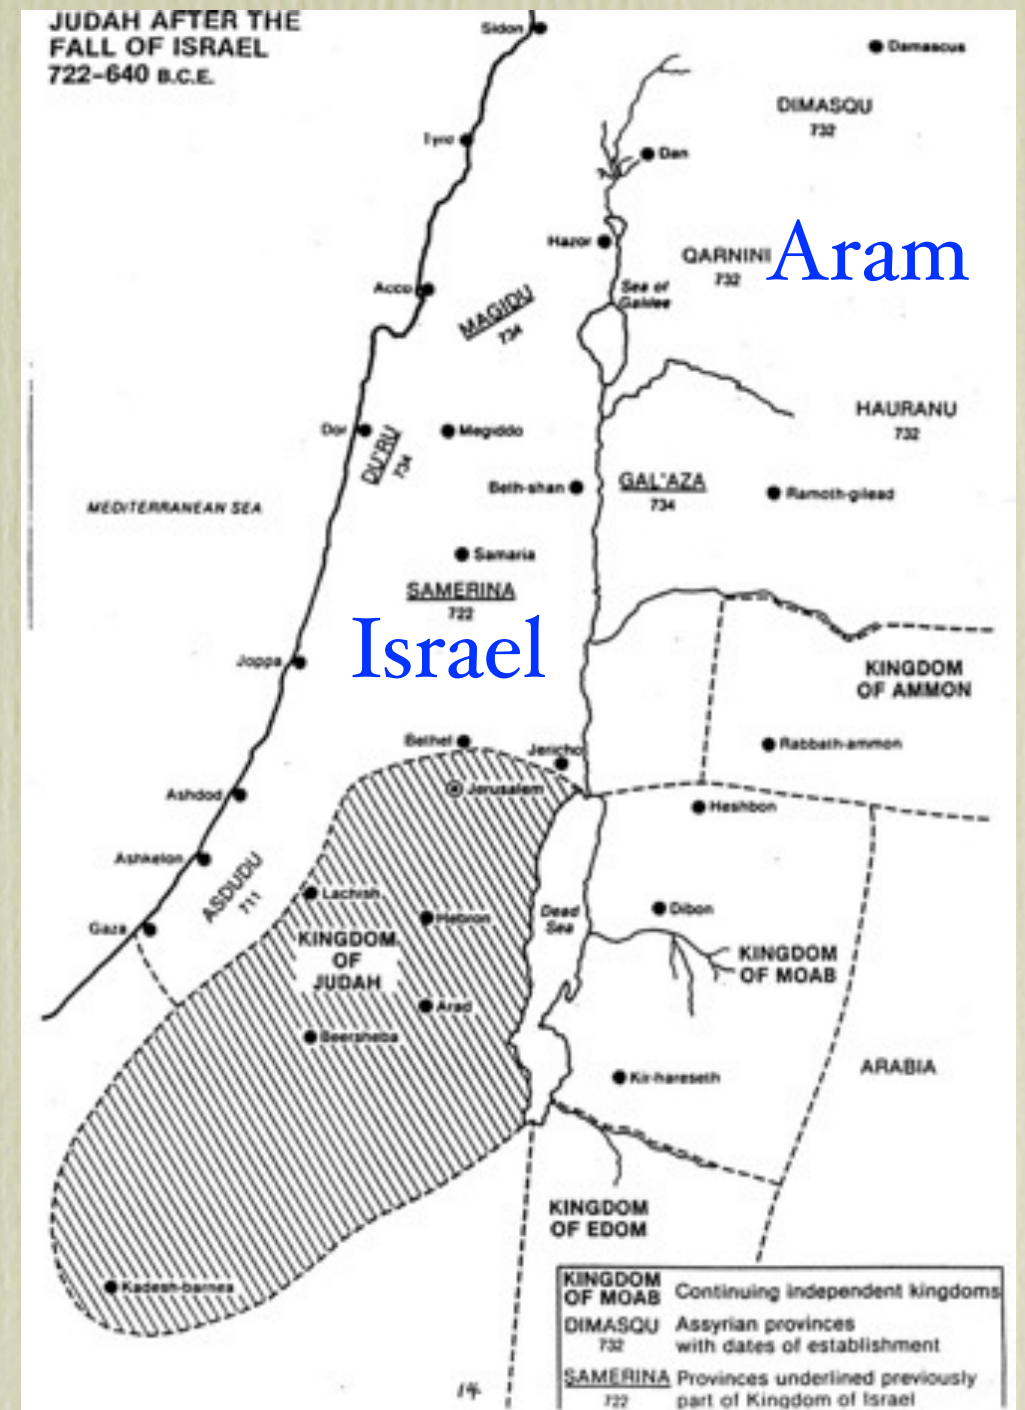 JUDAH AFTER THE
FALL OF ISRAEL
722-640 B.C.E.
Sidon
Damascus
DIMASQU
732
Tyre
Dan
Hazor
QARNINI
732
Aram
Sea of
Galilee
Acco
MAGIDU
734
HAURANU
732
Dor
DU'RU
734
Megiddo
Beth-shan
GAL'AZA
734
Ramoth-gilead
MEDITERRANEAN SEA
Samaria
SAMERINA
722
Israel
Joppa
KINGDOM
OF AMMON
Bethel
Jericho
Rabbath-ammon
Jerusalem
Ashdod
Heshbon
Ashkelon
ASDUDU
711
Lachish
Hebron
Dead
Sea
Dibon
Gaza
KINGDOM
OF
JUDAH
KINGDOM
OF MOAB
Arad
Beersheba
Kir-hareseth
ARABIA
KINGDOM
OF EDOM
Kadesh-barnea
KINGDOM
OF MOAB
Continuing independent kingdoms
DIMASQU
732
Assyrian provinces
with dates of establishment
SAMERINA
722
Provinces underlined previously
part of Kingdom of Israel
14